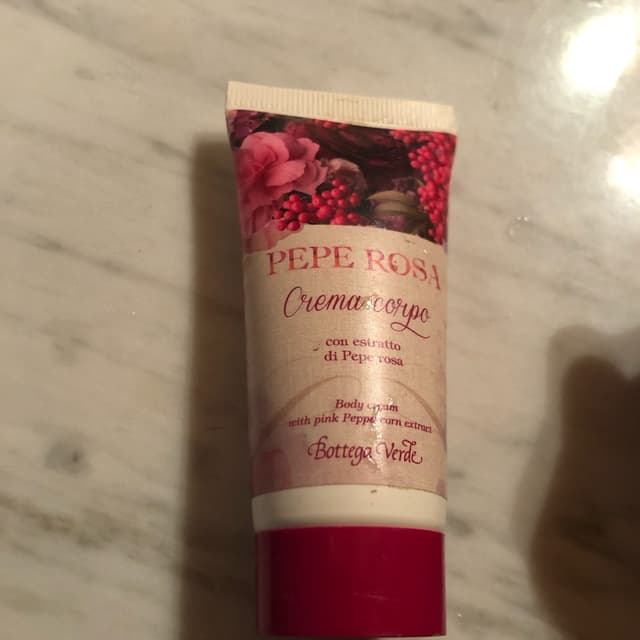 PEPE ROSA
Crema corpo
con estratto
di Pepe rosa
Body cream
with pink Peppercorn extract
Bottega Verde